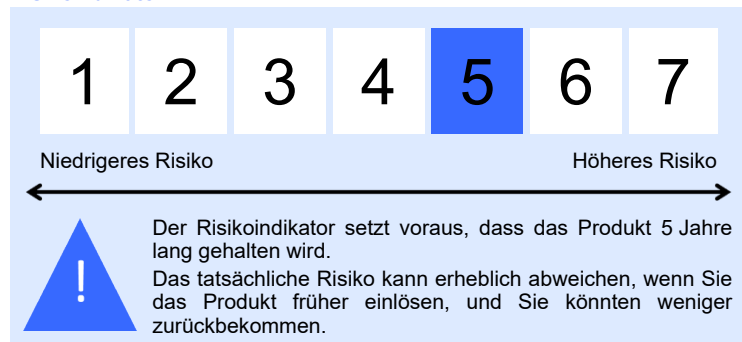 1 2 3 4 5 6 7
Niedrigeres Risiko Höheres Risiko
!
Der Risikoindikator setzt voraus, dass das Produkt 5 Jahre
lang gehalten wird.
Das tatsächliche Risiko kann erheblich abweichen, wenn Sie
das Produkt früher einlösen, und Sie könnten weniger
zurückbekommen.